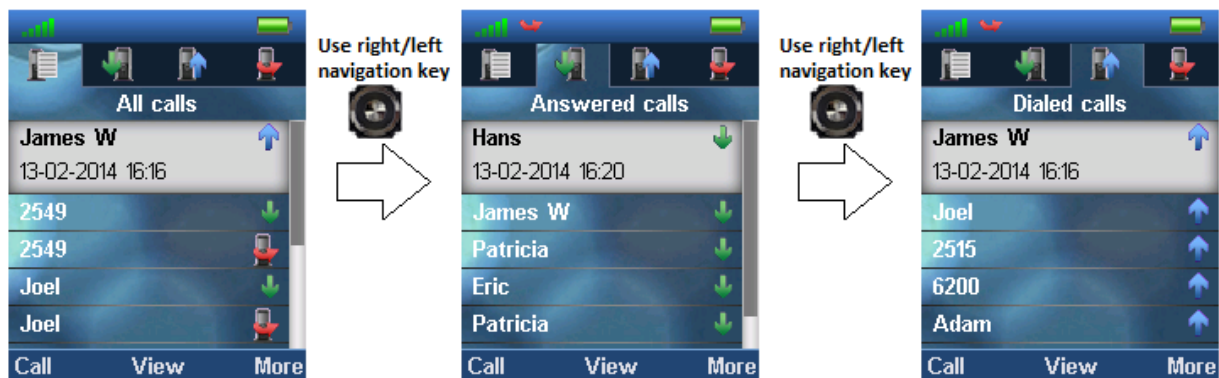 All calls
James W
13-02-2014 16:16
2549
2549
Joel
Joel
Call View More
Use right/left
navigation key
Answered calls
Hans
13-02-2014 16:20
James W
Patricia
Eric
Patricia
Call View More
Use right/left
navigation key
Dialed calls
James W
13-02-2014 16:16
Joel
2515
6200
Adam
Call View More